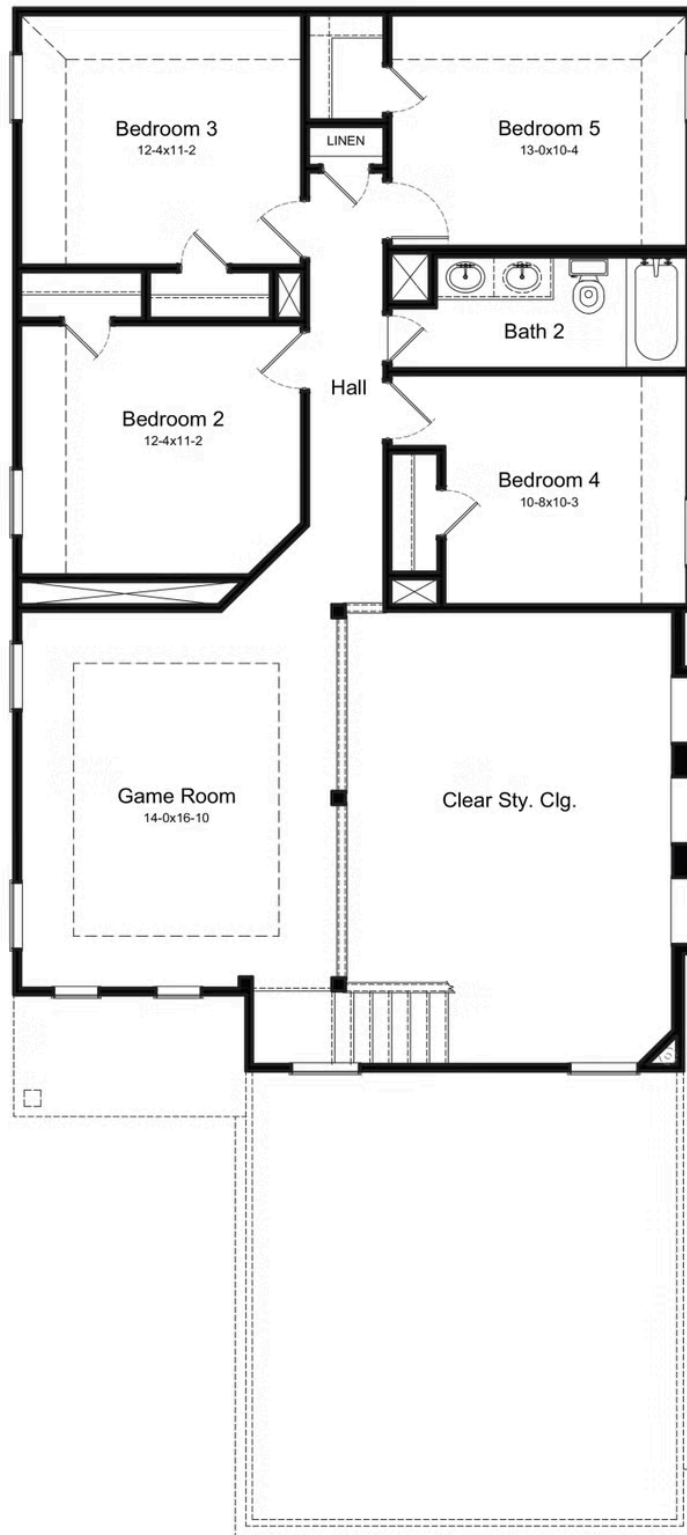 Bedroom 3
12-4x11-2
Bedroom 5
13-0x10-4
LINEN
Bath 2
Hall
Bedroom 2
12-4x11-2
Bedroom 4
10-8x10-3
Game Room
14-0x16-10
Clear Sty. Clg.